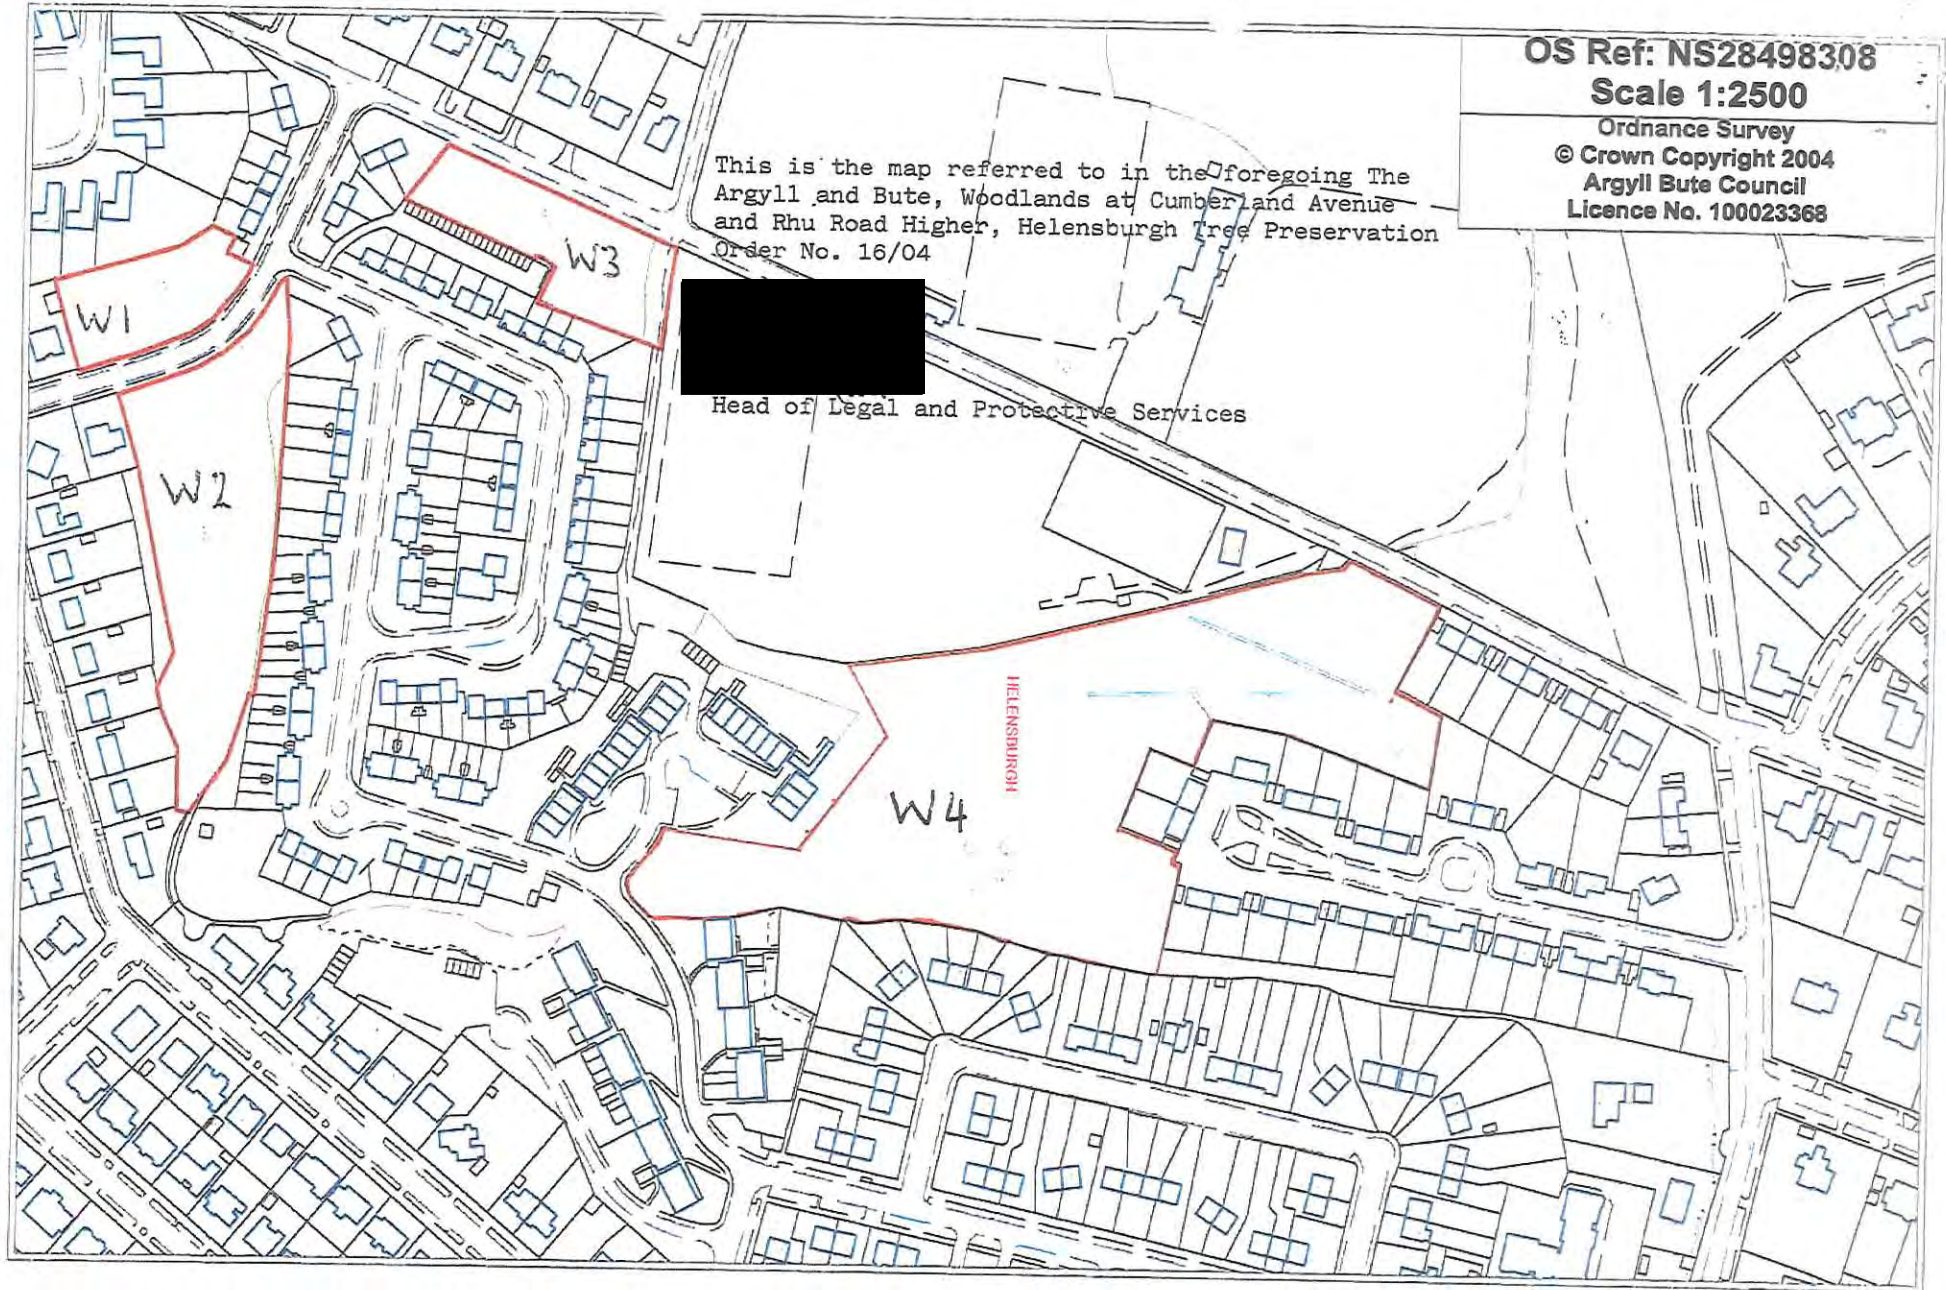 OS Ref: NS28498308
Scale 1:2500
Ordnance Survey
© Crown Copyright 2004
Argyll Bute Council
Licence No. 100023368
This is the map referred to in the foregoing The
Argyll and Bute, Woodlands at Cumberland Avenue
and Rhu Road Higher, Helensburgh Tree Preservation
Order No. 16/04
Head of Legal and Protective Services
W1
W2
W3
W4
HELENSBURGH